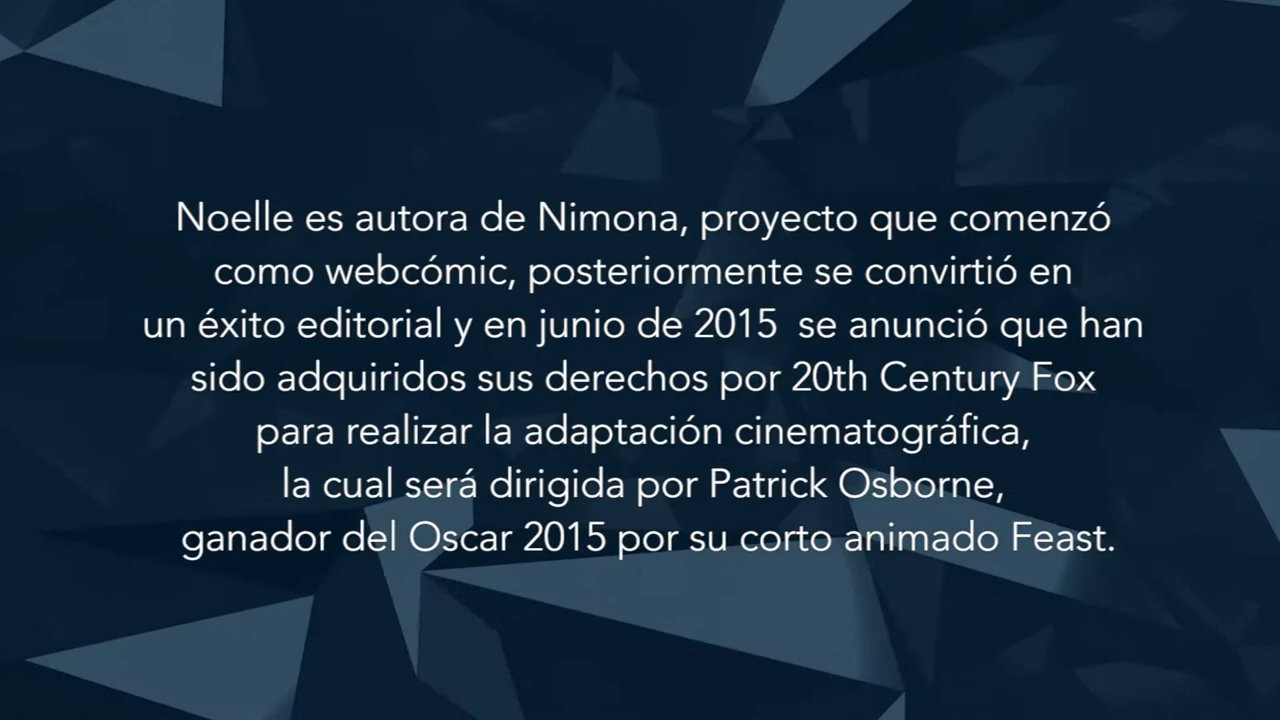 Noelle es autora de Nimona, proyecto que comenzó
como webcómic, posteriormente se convirtió en
un éxito editorial y en junio de 2015  se anunció que han
sido adquiridos sus derechos por 20th Century Fox
para realizar la adaptación cinematográfica,
la cual será dirigida por Patrick Osborne,
ganador del Oscar 2015 por su corto animado Feast.